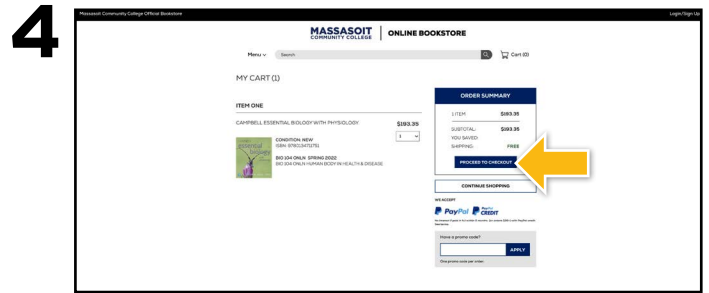 4
Massasoit Community College Official Bookstore
Login/Sign Up
MASSASOIT
COMMUNITY COLLEGE
ONLINE BOOKSTORE
Menu
Search
Cart (0)
MY CART (1)
ITEM ONE
CAMPBELL ESSENTIAL BIOLOGY WITH PHYSIOLOGY
$193.35
1
essential
biology
CONDITION: NEW
ISBN: 9780134711751
BIO 104 ONLN SPRING 2022
BIO 104 ONLN HUMAN BODY IN HEALTH & DISEASE
ORDER SUMMARY
1 ITEM $193.35
SUBTOTAL: $193.35
YOU SAVED:
SHIPPING: FREE
PROCEED TO CHECKOUT
CONTINUE SHOPPING
WE ACCEPT
PayPal PayPal CREDIT
Have a promo code?
APPLY
One promo code per order.